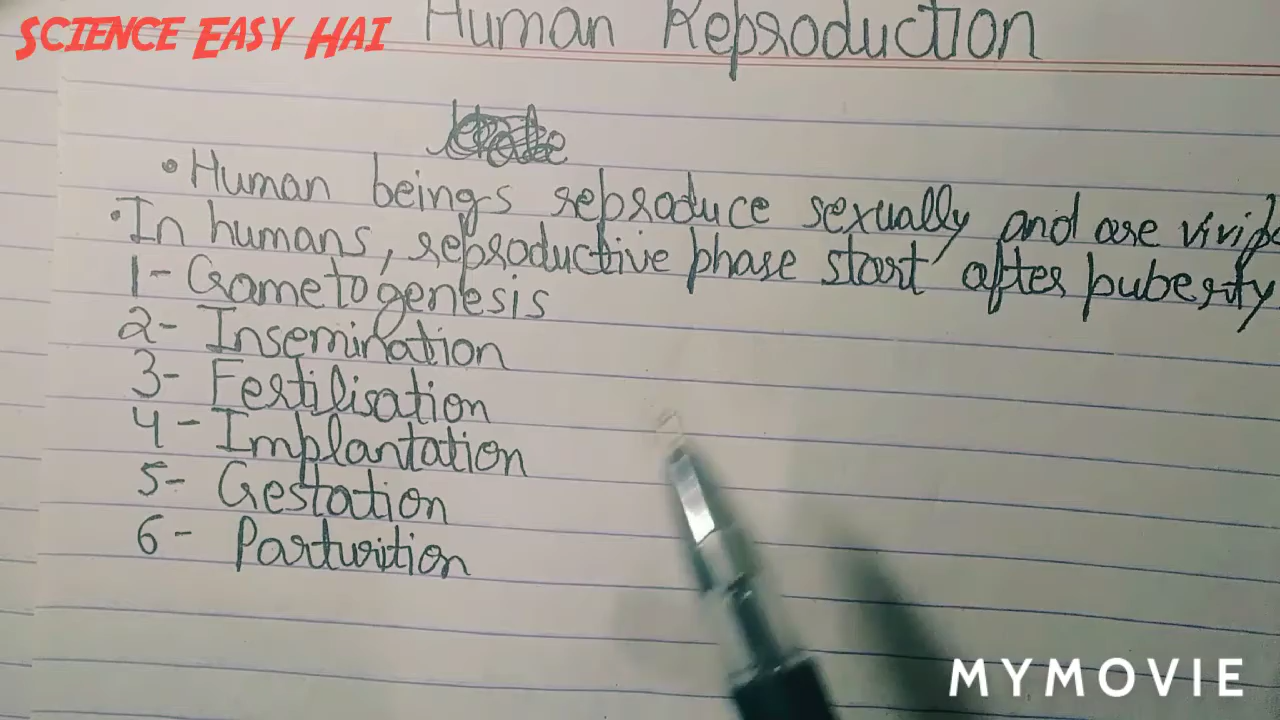 SCIENCE EASY HAI
Human Reproduction
• Human beings reproduce sexually and are vivip
• In humans, reproductive phase start after puberty
1 - Gametogenesis
2 - Insemination
3 - Fertilisation
4 - Implantation
5 - Gestation
6 - Parturition
MYMOVIE